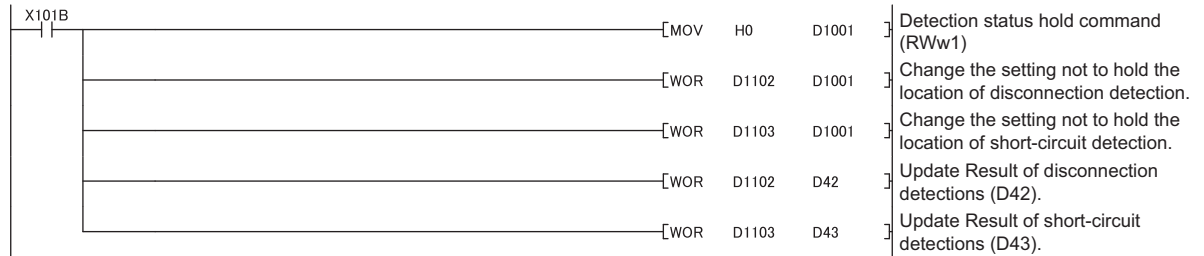 X101B
[MOV H0 D1001 ] Detection status hold command
(RWw1)
[WOR D1102 D1001 ] Change the setting not to hold the
location of disconnection detection.
[WOR D1103 D1001 ] Change the setting not to hold the
location of short-circuit detection.
[WOR D1102 D42 ] Update Result of disconnection
detections (D42).
[WOR D1103 D43 ] Update Result of short-circuit
detections (D43).